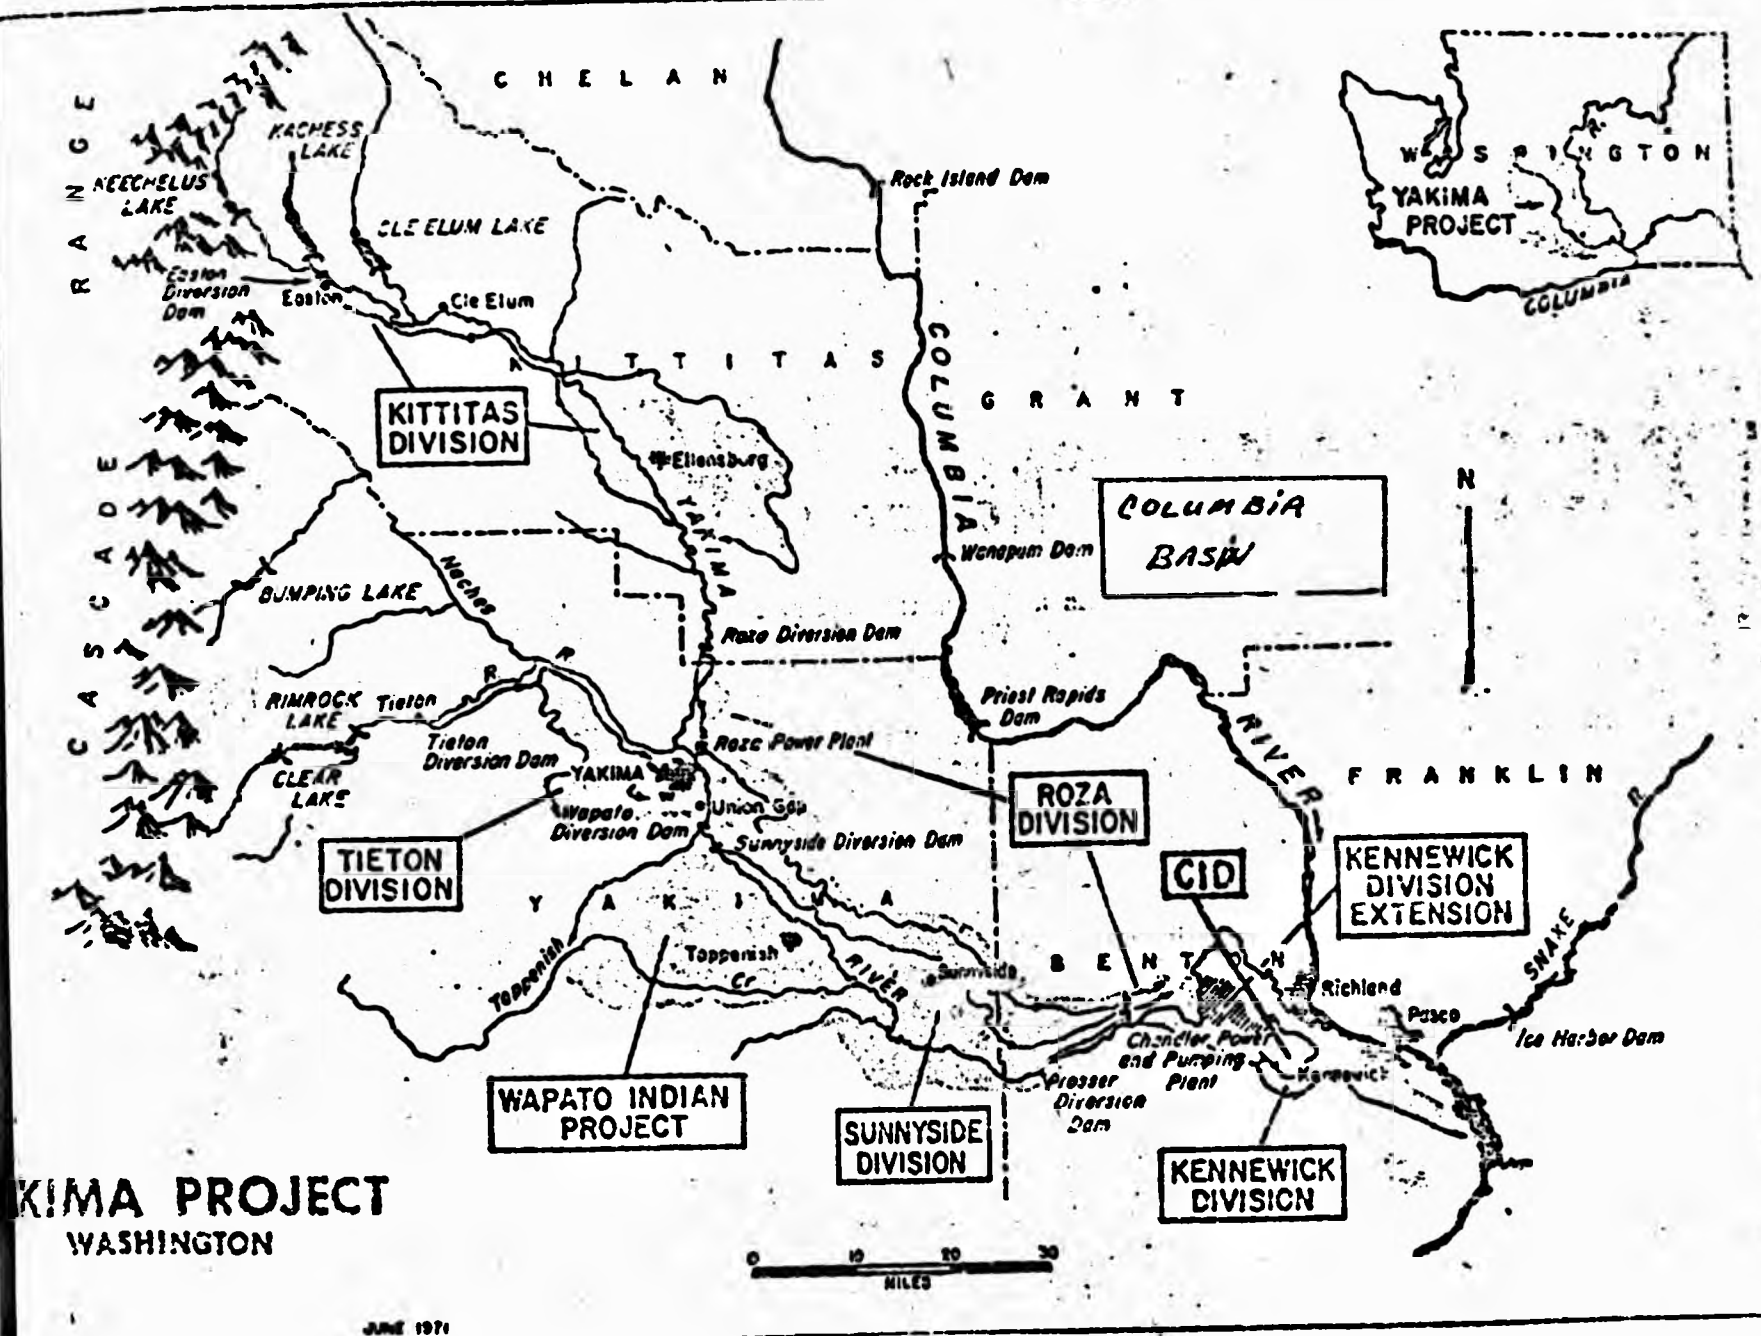 CHELAN
RANGE
KACHESS
LAKE
KEECHELUS
LAKE
CLE ELUM LAKE
Rock Island Dam
WASHINGTON
R.
YAKIMA
PROJECT
COLUMBIA
Easton
Diversion
Dam
Easton
Cle Elum
KITTITAS
COLUMBIA
GRANT
KITTITAS
DIVISION
Ellensburg
YAKIMA
COLUMBIA
BASIN
N
CASCADE
Wanapum Dam
BUMPING LAKE
Naches
R
Roza Diversion Dam
Priest Rapids
Dam
RIVER
RIMROCK
LAKE
Tieton
R
Tieton
Diversion Dam
CLEAR
LAKE
Roza Power Plant
YAKIMA
Union Gap
Wapato
Diversion Dam
Sunnyside Diversion Dam
ROZA
DIVISION
FRANKLIN
TIETON
DIVISION
CID
KENNEWICK
DIVISION
EXTENSION
YAKIMA
Toppenish
Toppenish
Cr
RIVER
Sunnyside
BENTON
Richland
Pasco
SNAKE
R.
Ice Harbor Dam
Chandler Power
and Pumping
Plant
Kennewick
Prosser
Diversion
Dam
WAPATO INDIAN
PROJECT
SUNNYSIDE
DIVISION
KENNEWICK
DIVISION
KIMA PROJECT
WASHINGTON
0 10 20 30
MILES
JUNE 1971